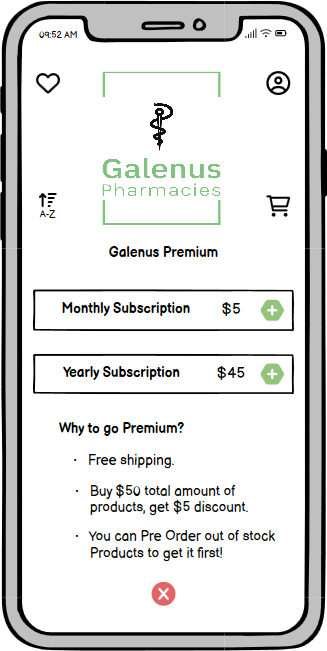 09:52 AM
Galenus
Pharmacies
A-Z
Galenus Premium
Monthly Subscription $5
Yearly Subscription $45
Why to go Premium?
· Free shipping.
· Buy $50 total amount of
products, get $5 discount.
· You can Pre Order out of stock
Products to get it first!